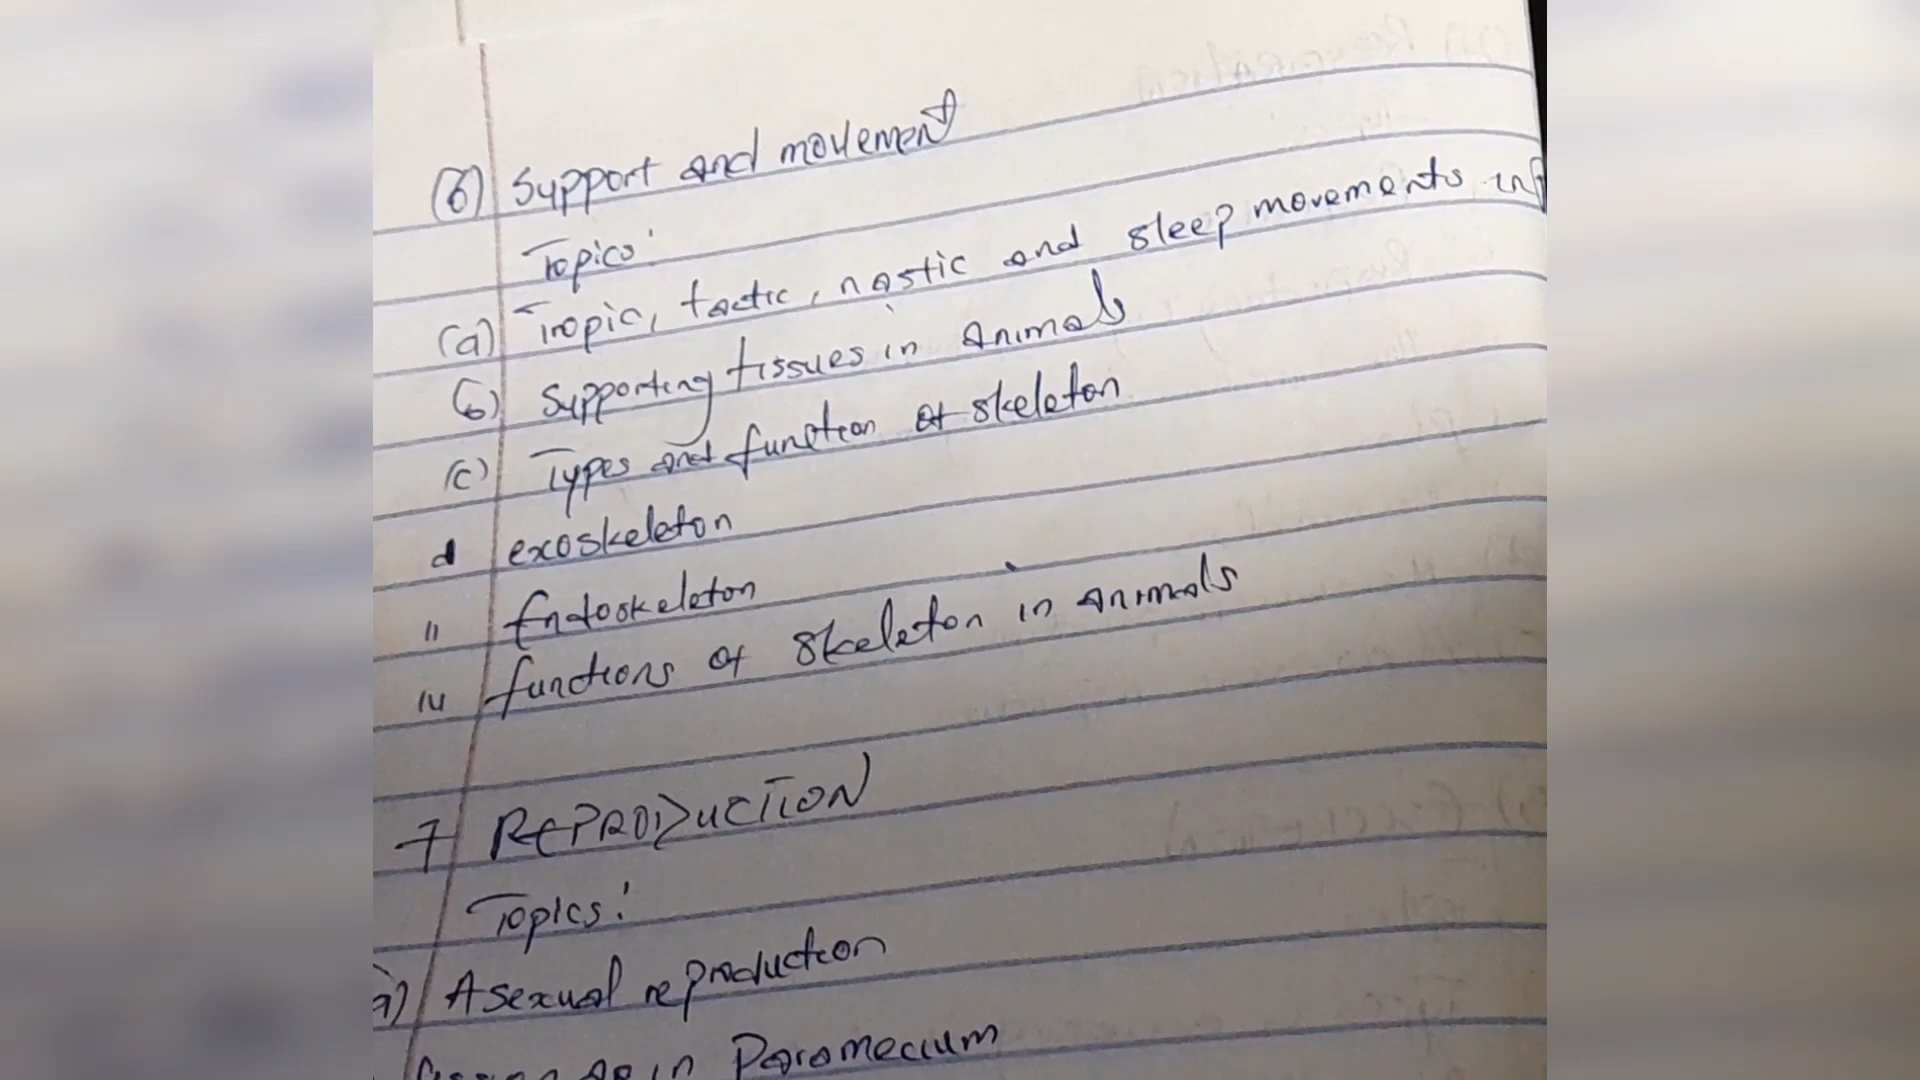 (6) Support and movement
Topics:
(a) Tropic, tactic, nastic and sleep movements in
(b) Supporting tissues in Animals
(c) Types and function of skeleton
d exoskeleton
ii Endoskeleton
iv functions of skeleton in animals
7 REPRODUCTION
Topics:
a) Asexual reproduction
in Paramecium